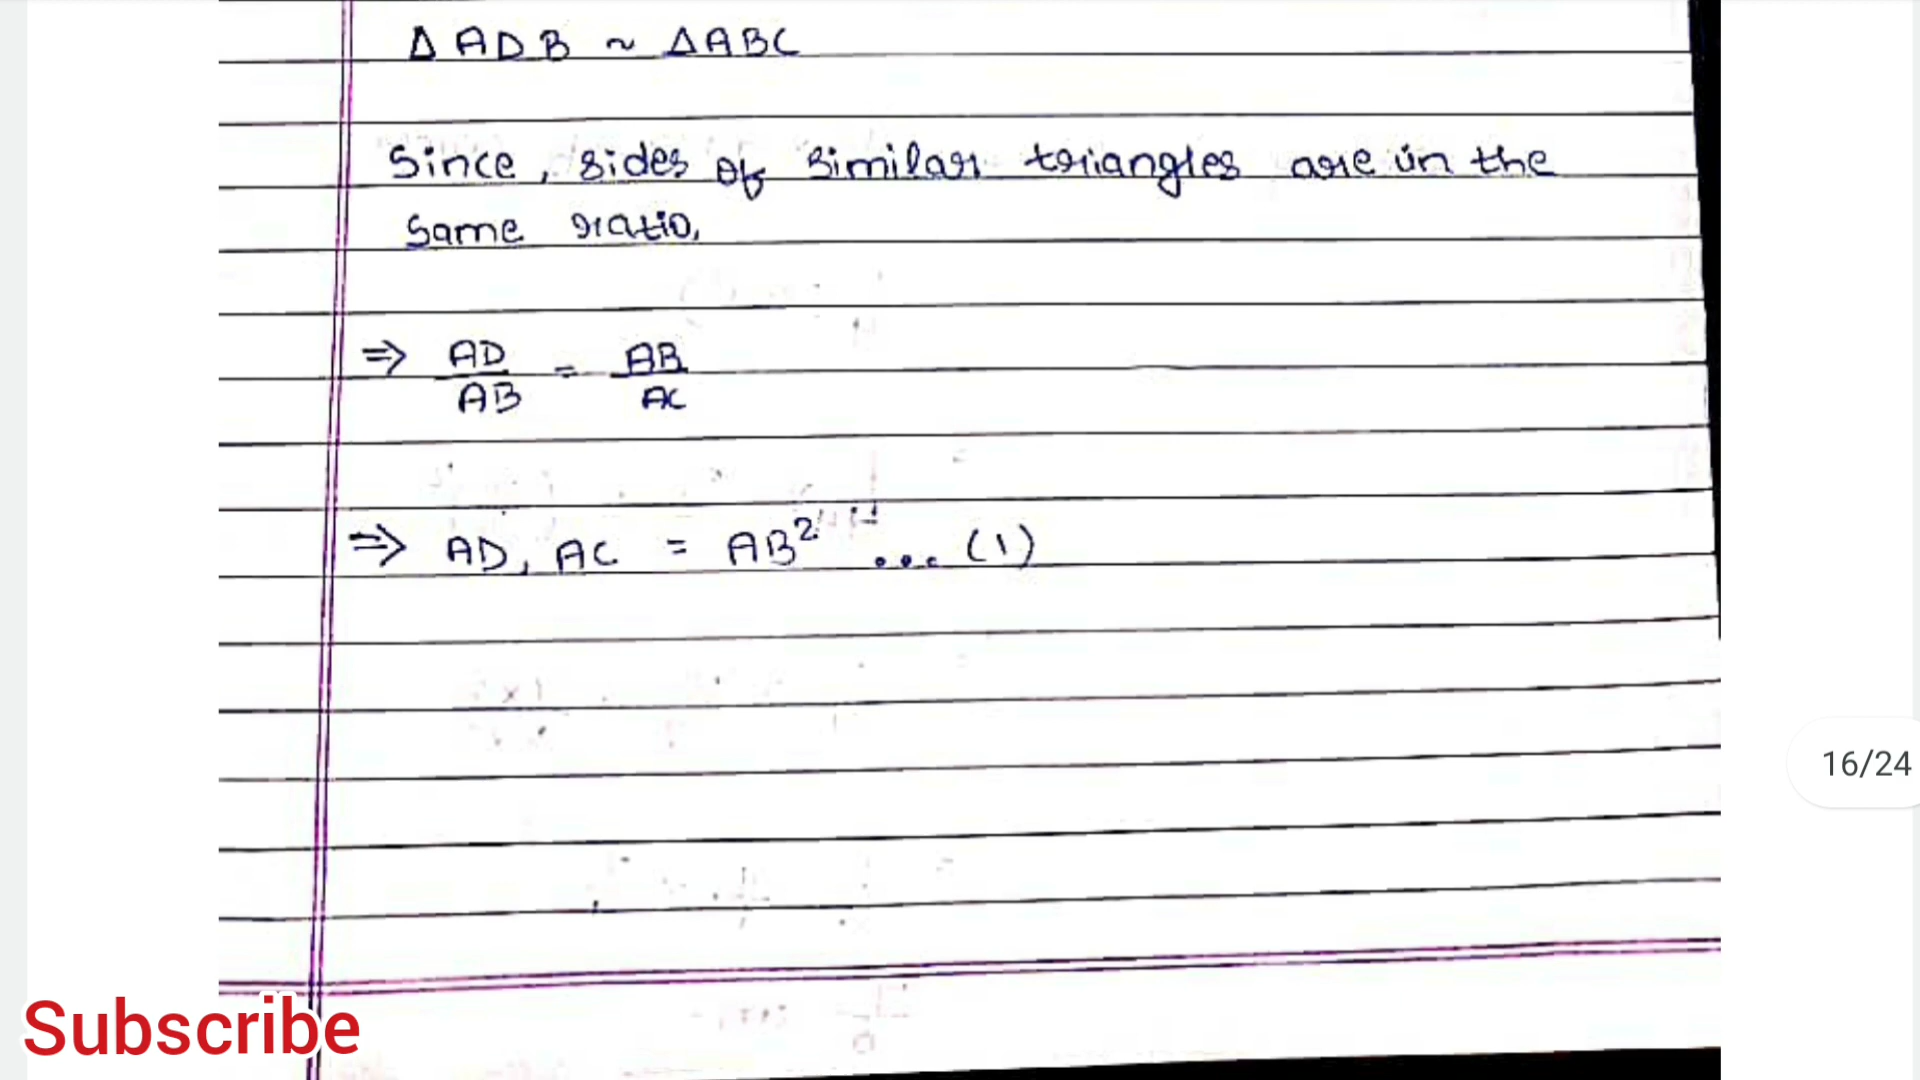 Δ ADB ~ ΔABC
Since, sides of similar triangles are in the
Same ratio,
⇒ AD/AB = AB/AC
⇒ AD, AC = AB² ... (1)
16/24
Subscribe